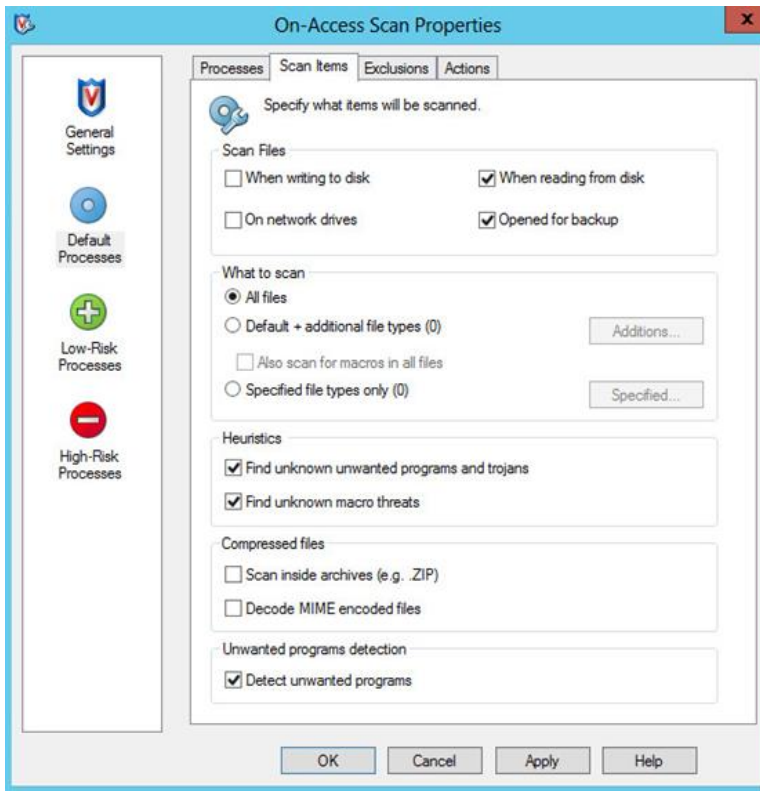 On-Access Scan Properties
x
General
Settings
Default
Processes
Low-Risk
Processes
High-Risk
Processes
Processes Scan Items Exclusions Actions
Specify what items will be scanned.
Scan Files
When writing to disk When reading from disk
On network drives Opened for backup
What to scan
All files
Default + additional file types (0) Additions...
Also scan for macros in all files
Specified file types only (0) Specified...
Heuristics
Find unknown unwanted programs and trojans
Find unknown macro threats
Compressed files
Scan inside archives (e.g. .ZIP)
Decode MIME encoded files
Unwanted programs detection
Detect unwanted programs
OK Cancel Apply Help